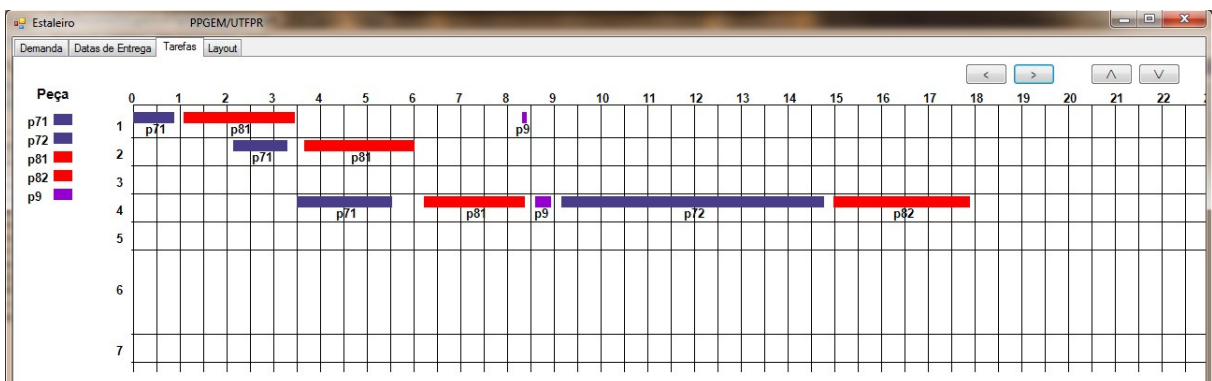 Estaleiro PPGEM/UTFPR
Demanda Datas de Entrega Tarefas Layout
< > Λ V
Peça
0 1 2 3 4 5 6 7 8 9 10 11 12 13 14 15 16 17 18 19 20 21 22
p71
p72
p81
p82
p9
1 p71 p81 p9
2 p71 p81
3
4 p71 p81 p9 p72 p82
5
6
7